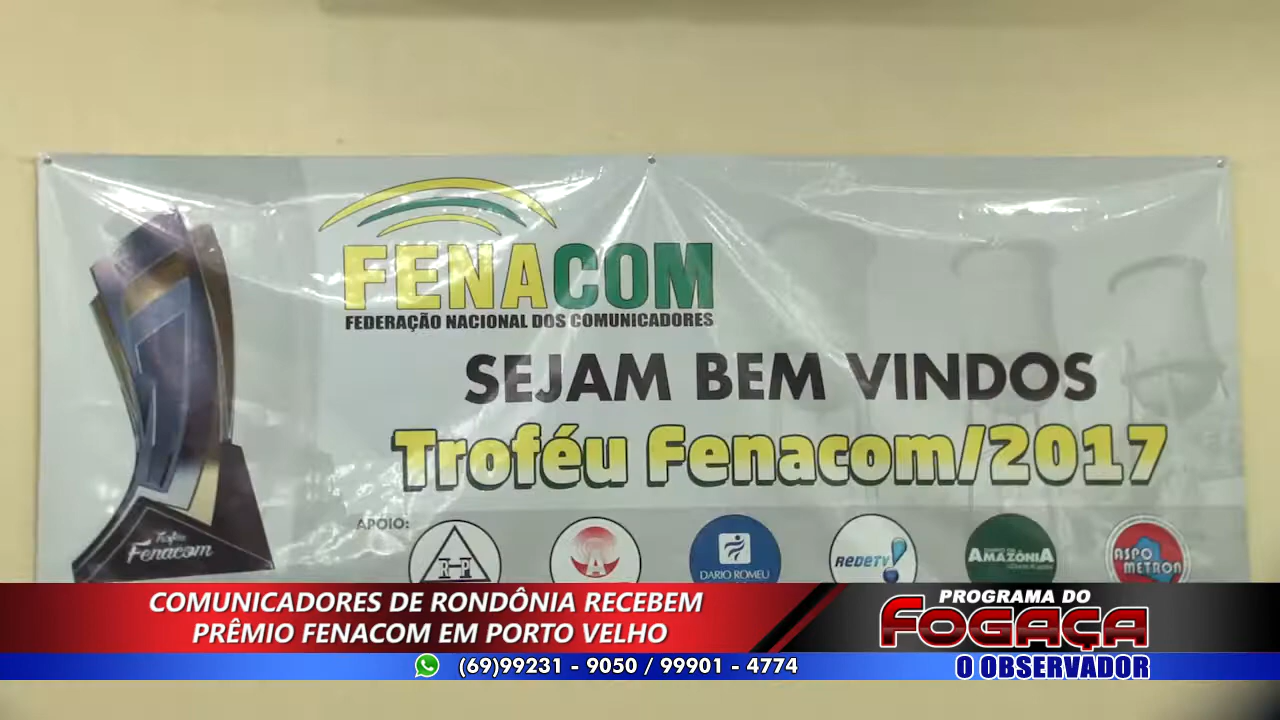 FENACOM
FEDERAÇÃO NACIONAL DOS COMUNICADORES
SEJAM BEM VINDOS
Troféu Fenacom/2017
Troféu
Fenacom
APOIO:
A
DARIO ROMEU
REDETV!
AMAZÔNIA
ASPO
METRON
COMUNICADORES DE RONDÔNIA RECEBEM
PRÊMIO FENACOM EM PORTO VELHO
PROGRAMA DO
FOGAÇA
O OBSERVADOR
(69)99231 - 9050 / 99901 - 4774